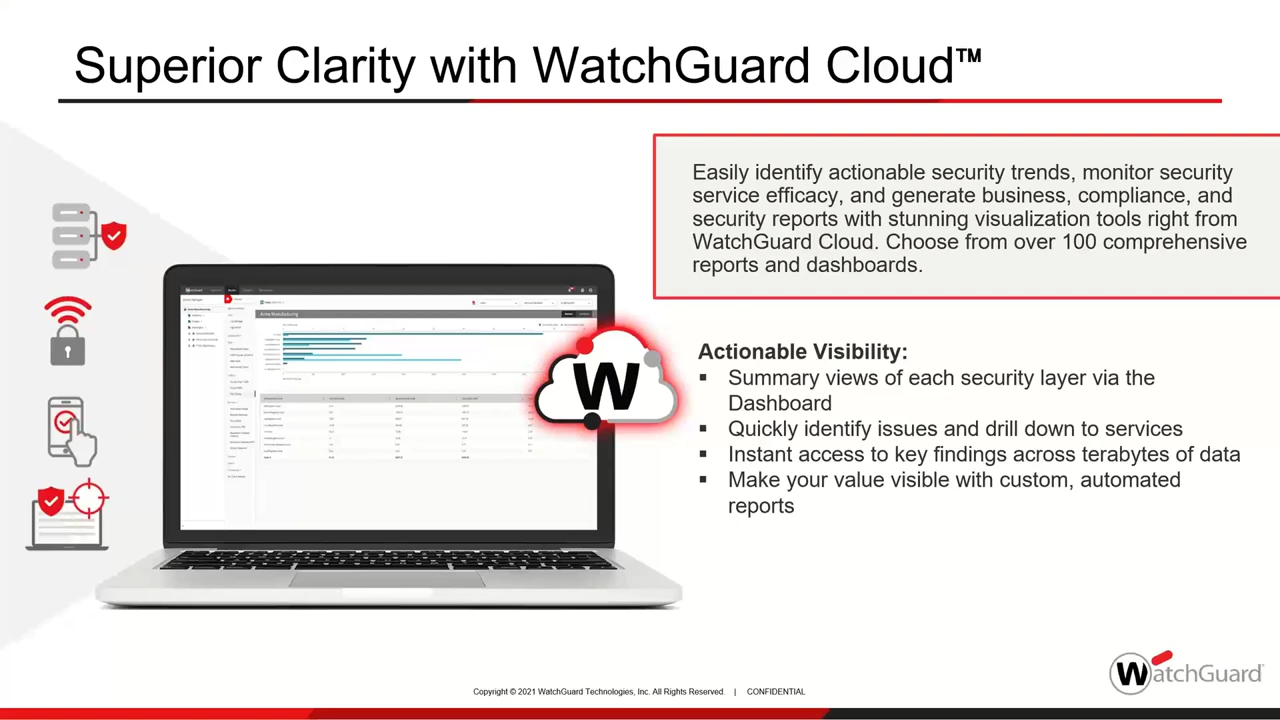 Superior Clarity with WatchGuard Cloud™
Easily identify actionable security trends, monitor security
service efficacy, and generate business, compliance, and
security reports with stunning visualization tools right from
WatchGuard Cloud. Choose from over 100 comprehensive
reports and dashboards.
Acme Manufacturing
W
Actionable Visibility:
▪ Summary views of each security layer via the
Dashboard
▪ Quickly identify issues and drill down to services
▪ Instant access to key findings across terabytes of data
▪ Make your value visible with custom, automated
reports
WatchGuard
Copyright © 2021 WatchGuard Technologies, Inc. All Rights Reserved. | CONFIDENTIAL